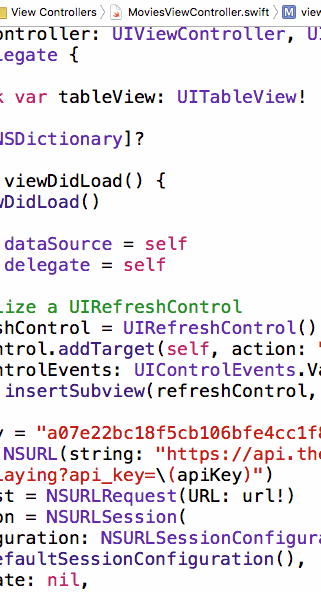 View Controllers MoviesViewController.swift M view
ontroller: UIViewController, U
legate {
k var tableView: UITableView!
NSDictionary]?
viewDidLoad() {
wDidLoad()
dataSource = self
delegate = self
lize a UIRefreshControl
shControl = UIRefreshControl()
ntrol.addTarget(self, action: "
ntrolEvents: UIControlEvents.Va
insertSubview(refreshControl,
y = "a07e22bc18f5cb106bfe4cc1f8
NSURL(string: "https://api.the
laying?api_key=\(apiKey)")
st = NSURLRequest(URL: url!)
on = NSURLSession(
guration: NSURLSessionConfigura
efaultSessionConfiguration(),
ate: nil,